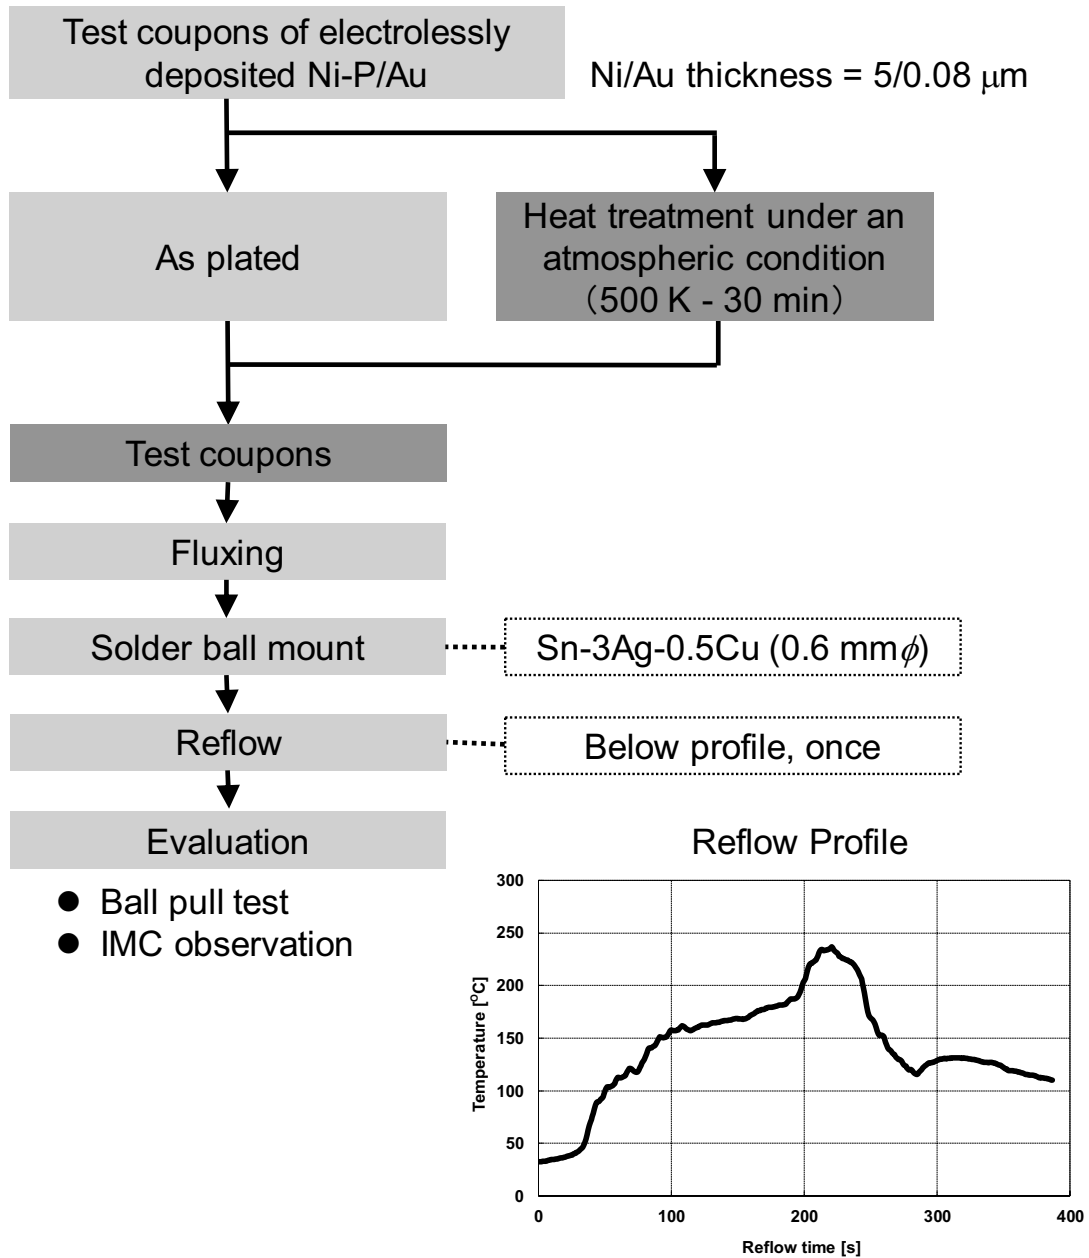 Test coupons of electrolessly
deposited Ni-P/Au
Ni/Au thickness = 5/0.08 μm
As plated
Heat treatment under an
atmospheric condition
(500 K - 30 min)
Test coupons
Fluxing
Solder ball mount
Sn-3Ag-0.5Cu (0.6 mmϕ)
Reflow
Below profile, once
Evaluation
● Ball pull test
● IMC observation
Reflow Profile
300
250
200
150
100
50
0
Temperature [°C]
0 100 200 300 400
Reflow time [s]